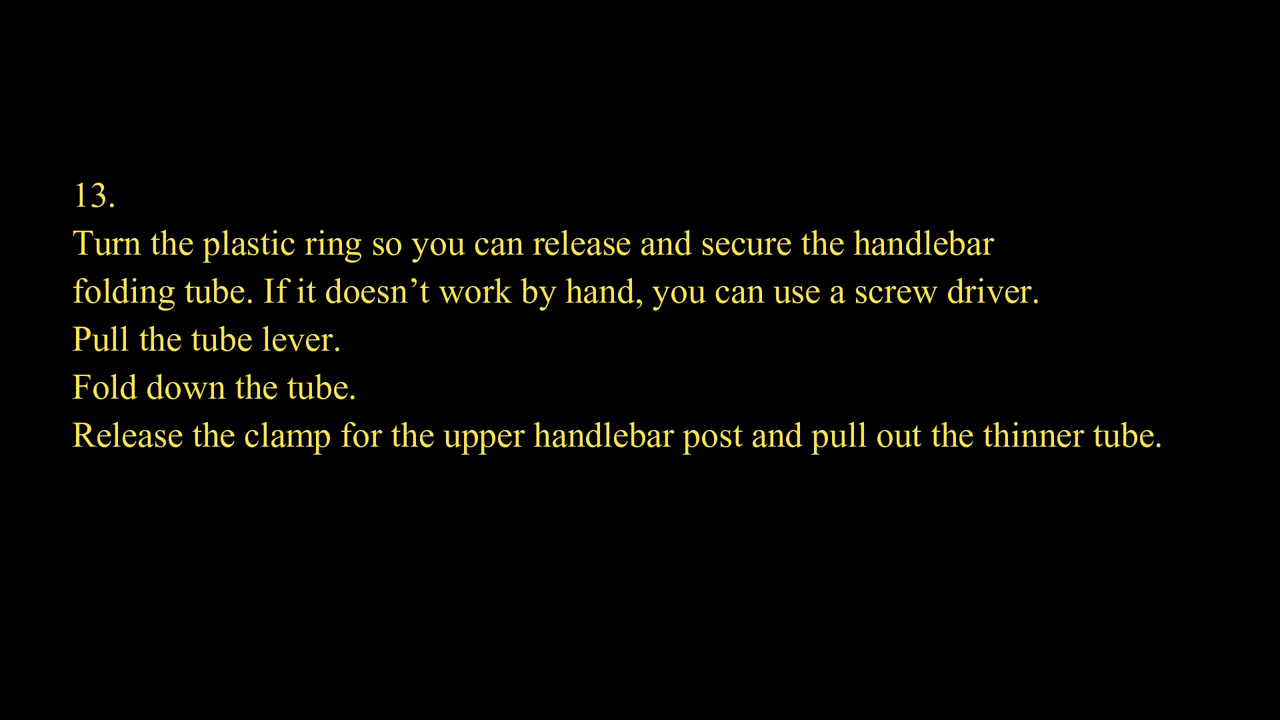 13.
Turn the plastic ring so you can release and secure the handlebar
folding tube. If it doesn’t work by hand, you can use a screw driver.
Pull the tube lever.
Fold down the tube.
Release the clamp for the upper handlebar post and pull out the thinner tube.